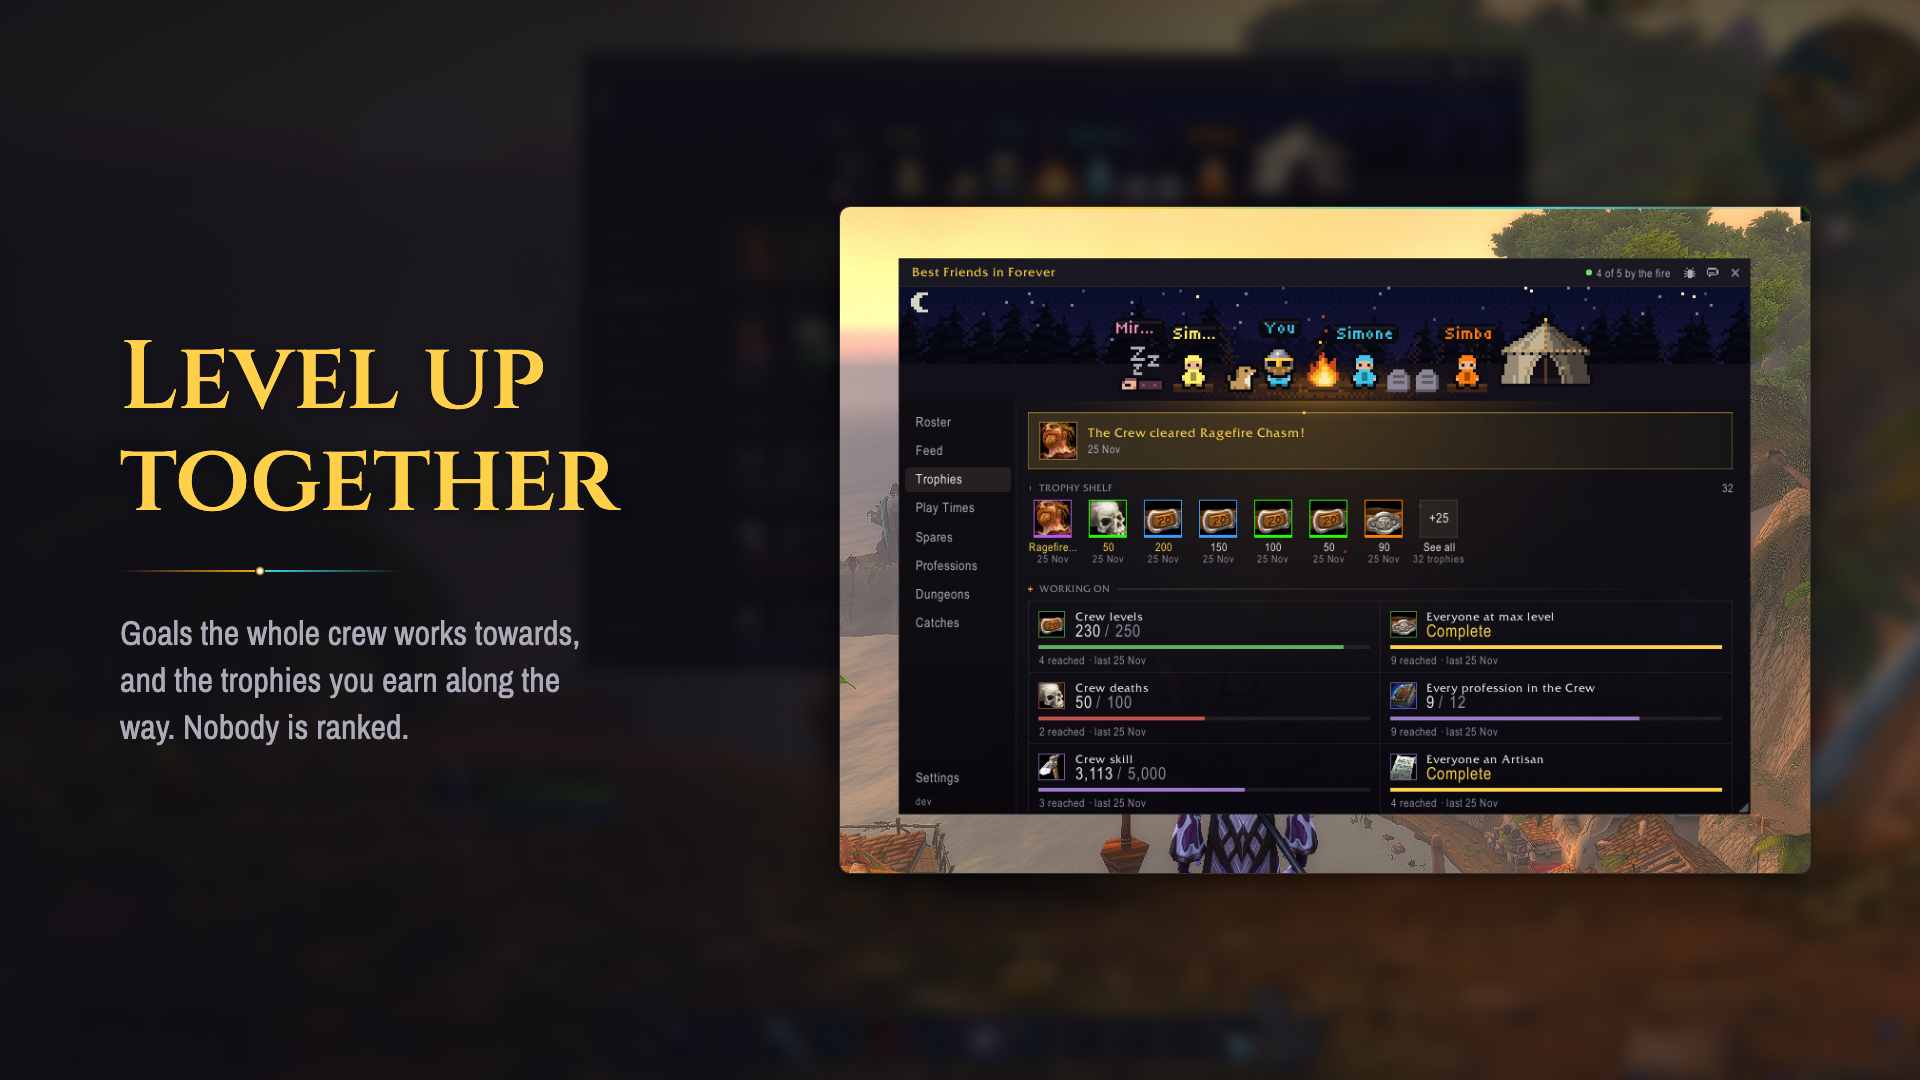 LEVEL UP
TOGETHER
Goals the whole crew works towards,
and the trophies you earn along the
way. Nobody is ranked.
Best Friends in Forever
4 of 5 by the fire
Mir...
Sim...
You
Simone
Simba
Z Z Z
Roster
Feed
Trophies
Play Times
Spares
Professions
Dungeons
Catches
Settings
dev
The Crew cleared Ragefire Chasm!
25 Nov
TROPHY SHELF
32
Ragefire...
25 Nov
50
25 Nov
200
25 Nov
150
25 Nov
100
25 Nov
50
25 Nov
90
25 Nov
+25
See all
32 trophies
WORKING ON
Crew levels
230 / 250
4 reached · last 25 Nov
Everyone at max level
Complete
9 reached · last 25 Nov
Crew deaths
50 / 100
2 reached · last 25 Nov
Every profession in the Crew
9 / 12
9 reached · last 25 Nov
Crew skill
3,113 / 5,000
3 reached · last 25 Nov
Everyone an Artisan
Complete
4 reached · last 25 Nov